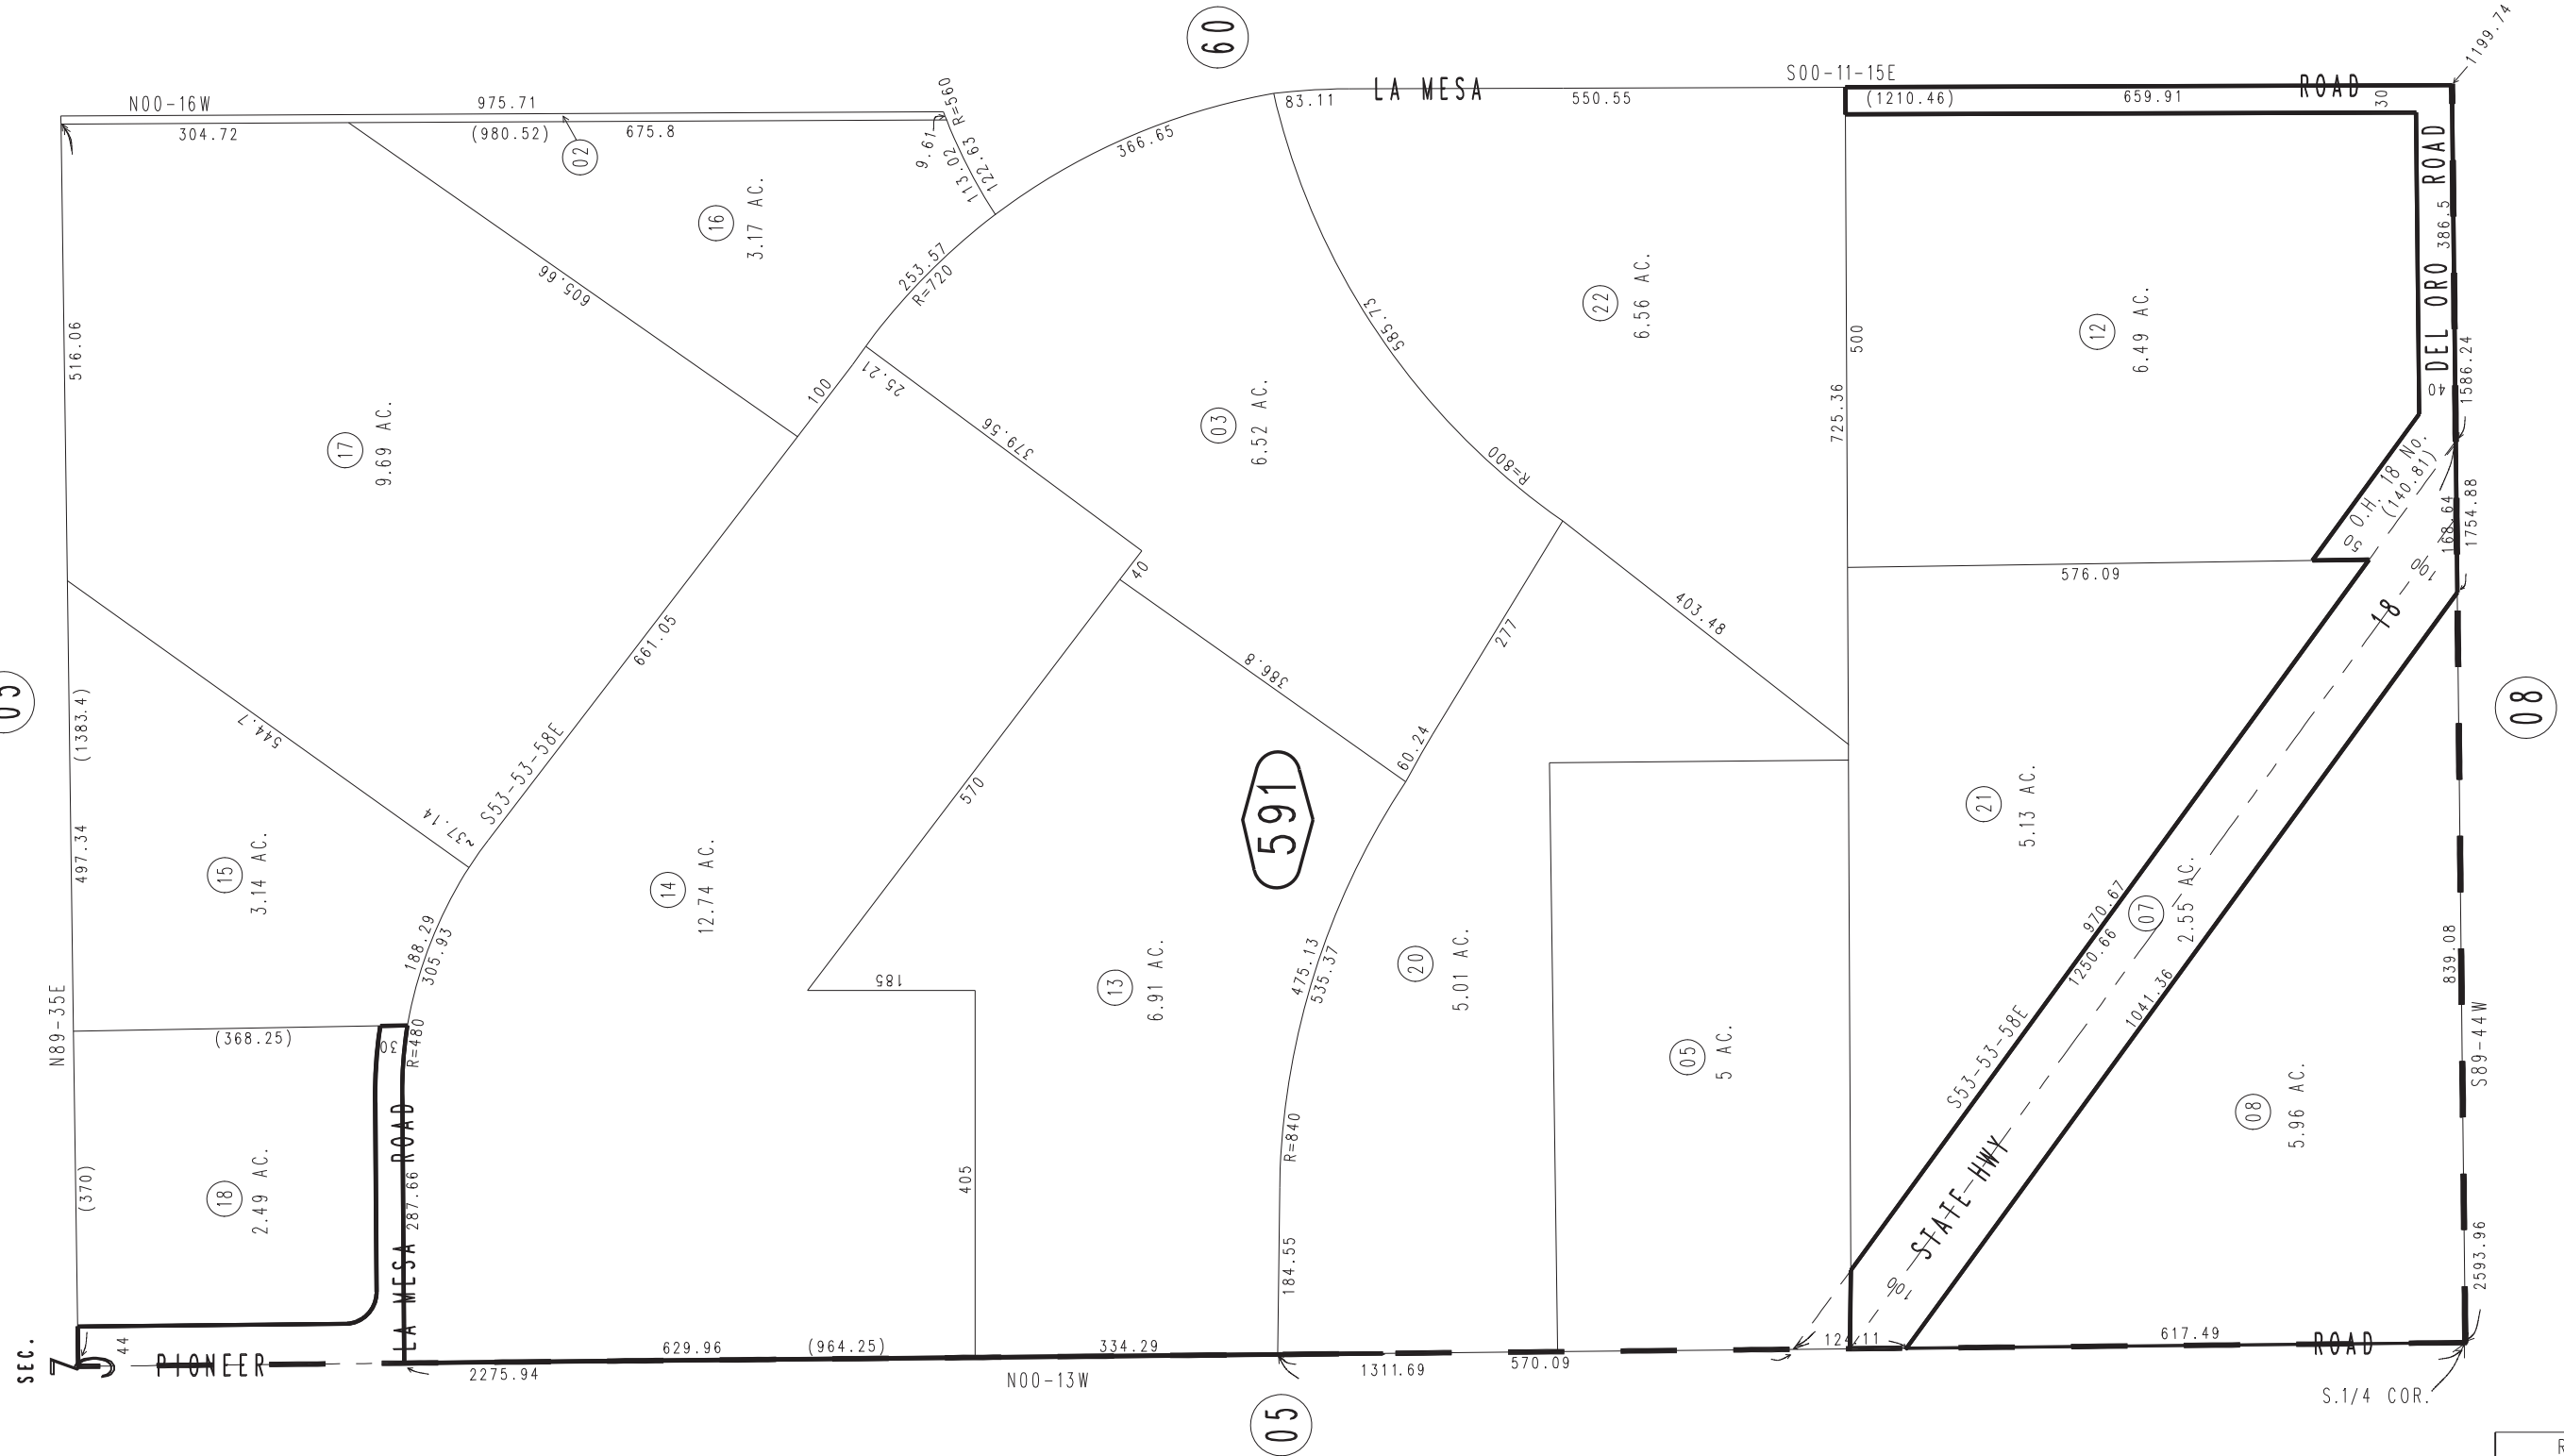 60
N00-16W
975.71
304.72
(980.52)
675.8
02
9.61
113.02
122.63
R=560
83.11
LA MESA
550.55
S00-11-15E
(1210.46)
659.91
ROAD
30
1199.74
366.65
253.57
R=720
16
3.17 AC.
605.66
516.06
17
9.69 AC.
100
25.21
379.56
03
6.52 AC.
585.73
R=800
22
6.56 AC.
500
725.36
12
6.49 AC.
DEL ORO ROAD
386.5
40
1586.24
O.H. 18 No.
(140.81)
50
168.64
1754.88
100
18
576.09
403.48
277
40
386.8
60.24
661.05
S53-53-58E
544.7
237.14
(1383.4)
497.34
15
3.14 AC.
188.29
305.93
N89-35E
(368.25)
30
R=480
14
12.74 AC.
570
185
591
13
6.91 AC.
475.13
535.37
20
5.01 AC.
05
5 AC.
21
5.13 AC.
970.67
1250.66
07
2.55 AC.
1041.36
S53-53-58E
STATE HWY
100
08
5.96 AC.
839.08
S89-44W
08
2593.96
(370)
18
2.49 AC.
LA MESA ROAD
287.66
405
R=840
184.55
SEC.
7
44
PIONEER
629.96
(964.25)
334.29
124.11
617.49
ROAD
2275.94
N00-13W
1311.69
570.09
S.1/4 COR.
05
05
R